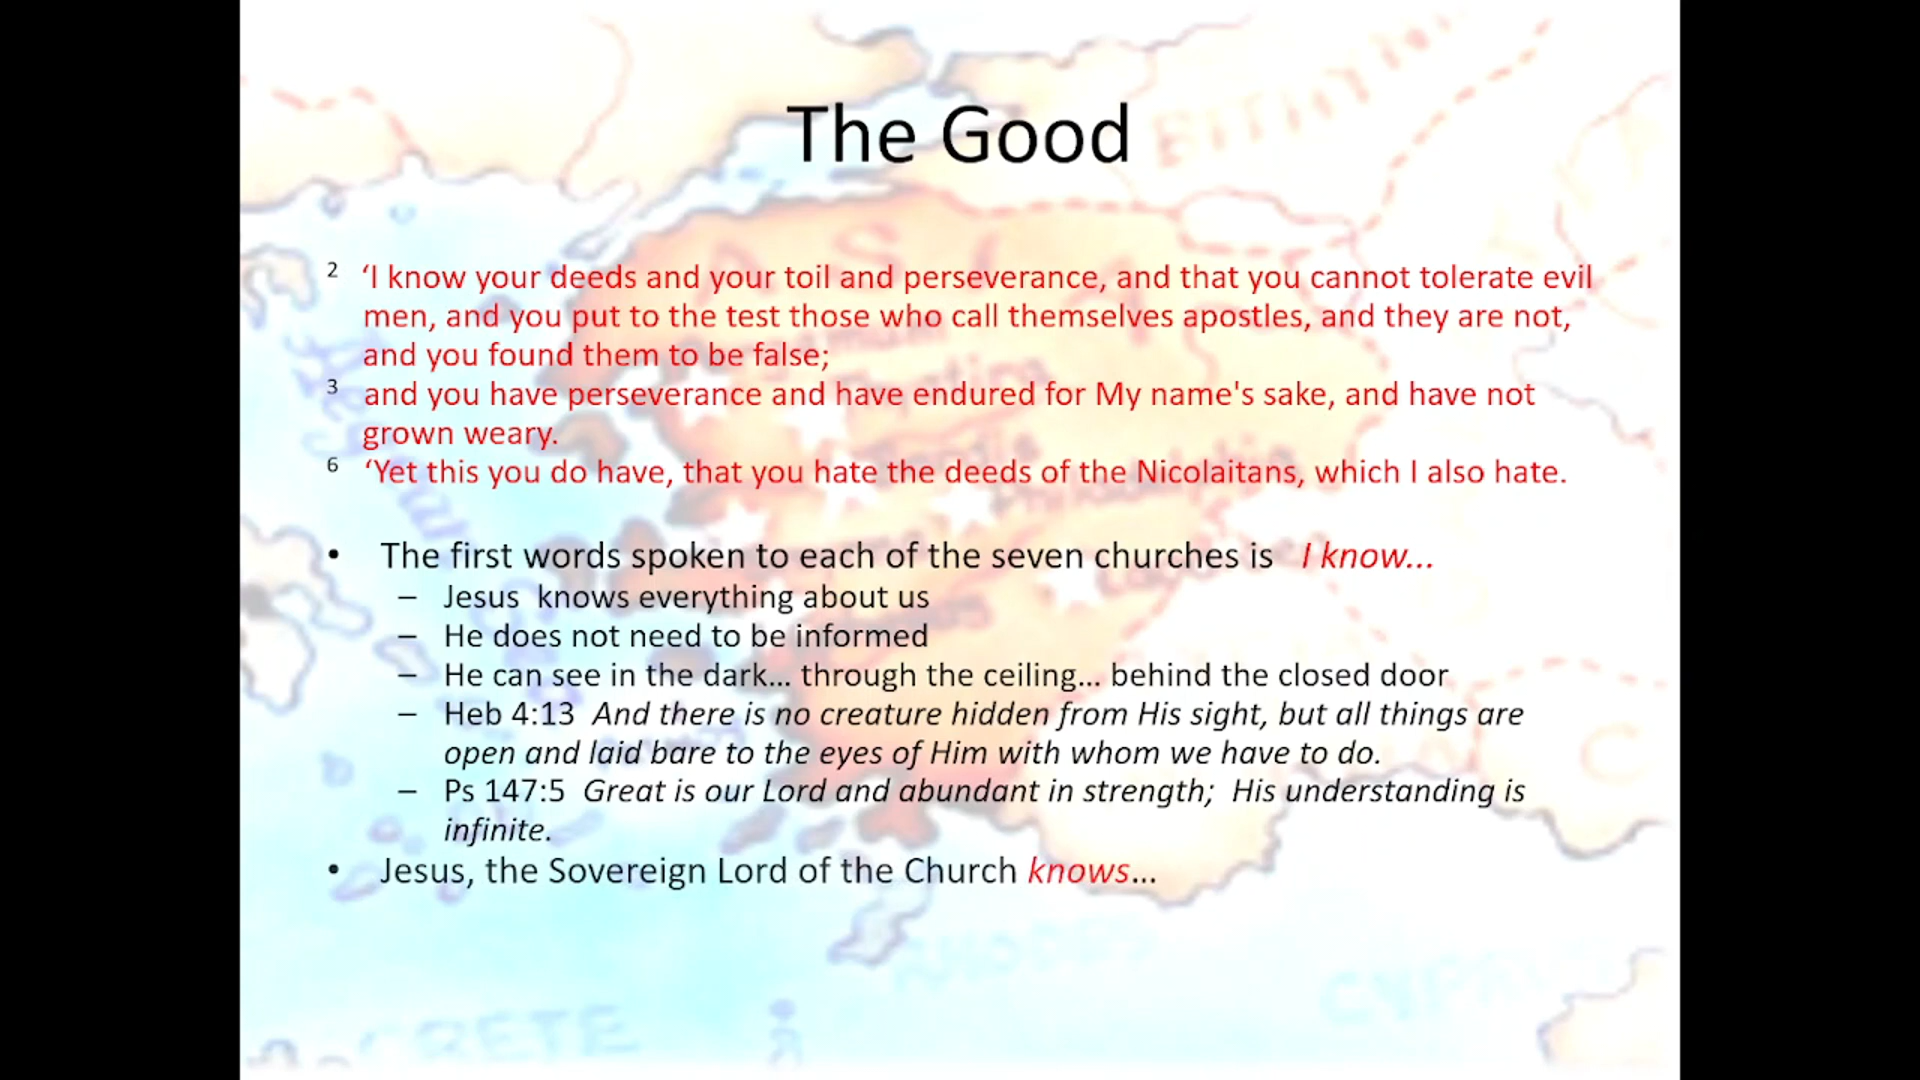 The Good
BITHYNI
ASIA
2 ‘I know your deeds and your toil and perseverance, and that you cannot tolerate evil
men, and you put to the test those who call themselves apostles, and they are not,
and you found them to be false;
3 and you have perseverance and have endured for My name's sake, and have not
grown weary.
6 ‘Yet this you do have, that you hate the deeds of the Nicolaitans, which I also hate.
• The first words spoken to each of the seven churches is I know...
– Jesus knows everything about us
– He does not need to be informed
– He can see in the dark... through the ceiling... behind the closed door
– Heb 4:13 And there is no creature hidden from His sight, but all things are
open and laid bare to the eyes of Him with whom we have to do.
– Ps 147:5 Great is our Lord and abundant in strength; His understanding is
infinite.
• Jesus, the Sovereign Lord of the Church knows...
RHODES
CRETE